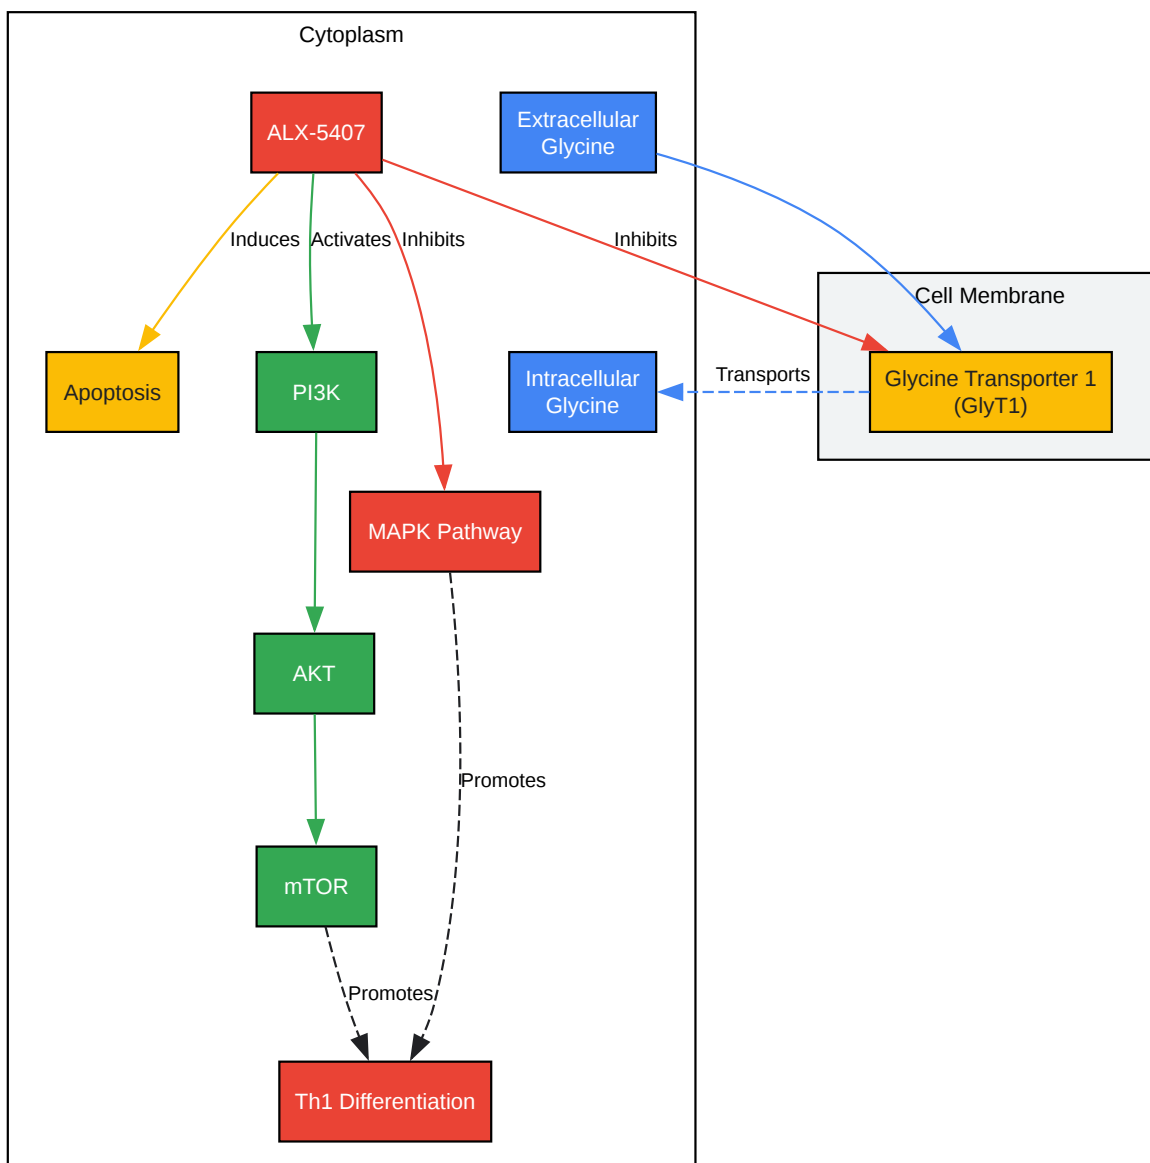 Cytoplasm
ALX-5407
Extracellular
Glycine
Induces
Activates
Inhibits
Inhibits
Cell Membrane
Apoptosis
PI3K
Intracellular
Glycine
Transports
Glycine Transporter 1
(GlyT1)
MAPK Pathway
AKT
Promotes
mTOR
Promotes
Th1 Differentiation